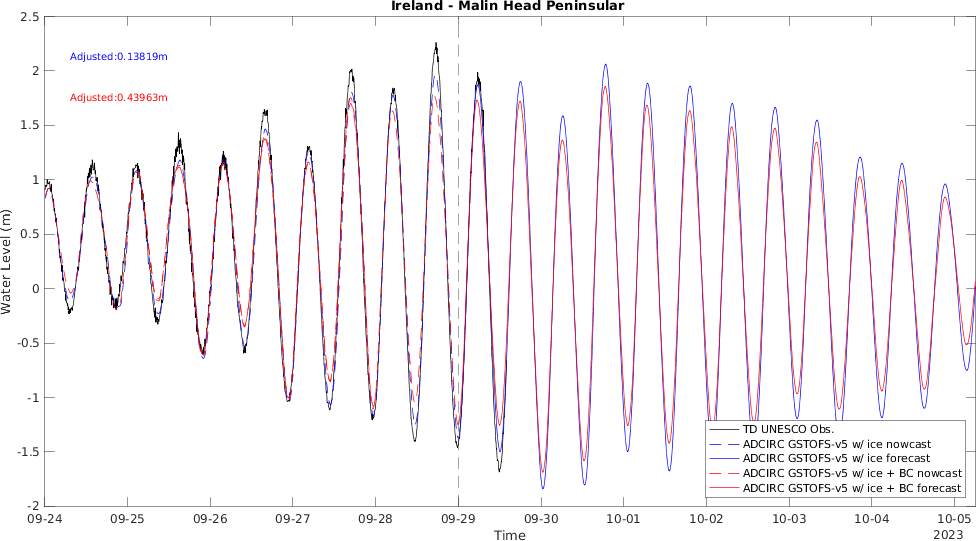 Ireland - Malin Head Peninsular
Adjusted:0.13819m
Adjusted:0.43963m
Water Level (m)
2.5
2
1.5
1
0.5
0
-0.5
-1
-1.5
-2
TD UNESCO Obs.
ADCIRC GSTOFS-v5 w/ ice nowcast
ADCIRC GSTOFS-v5 w/ ice forecast
ADCIRC GSTOFS-v5 w/ ice + BC nowcast
ADCIRC GSTOFS-v5 w/ ice + BC forecast
09-24 09-25 09-26 09-27 09-28 09-29 09-30 10-01 10-02 10-03 10-04 10-05
Time
2023